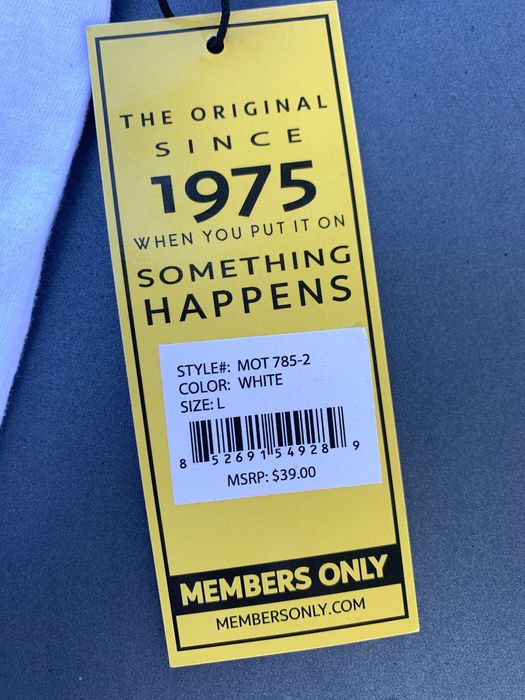 THE ORIGINAL
SINCE
1975
WHEN YOU PUT IT ON
SOMETHING
HAPPENS
STYLE#: MOT 785-2
COLOR: WHITE
SIZE: L
8 52691 54928 9
MSRP: $39.00
MEMBERS ONLY
MEMBERSONLY.COM